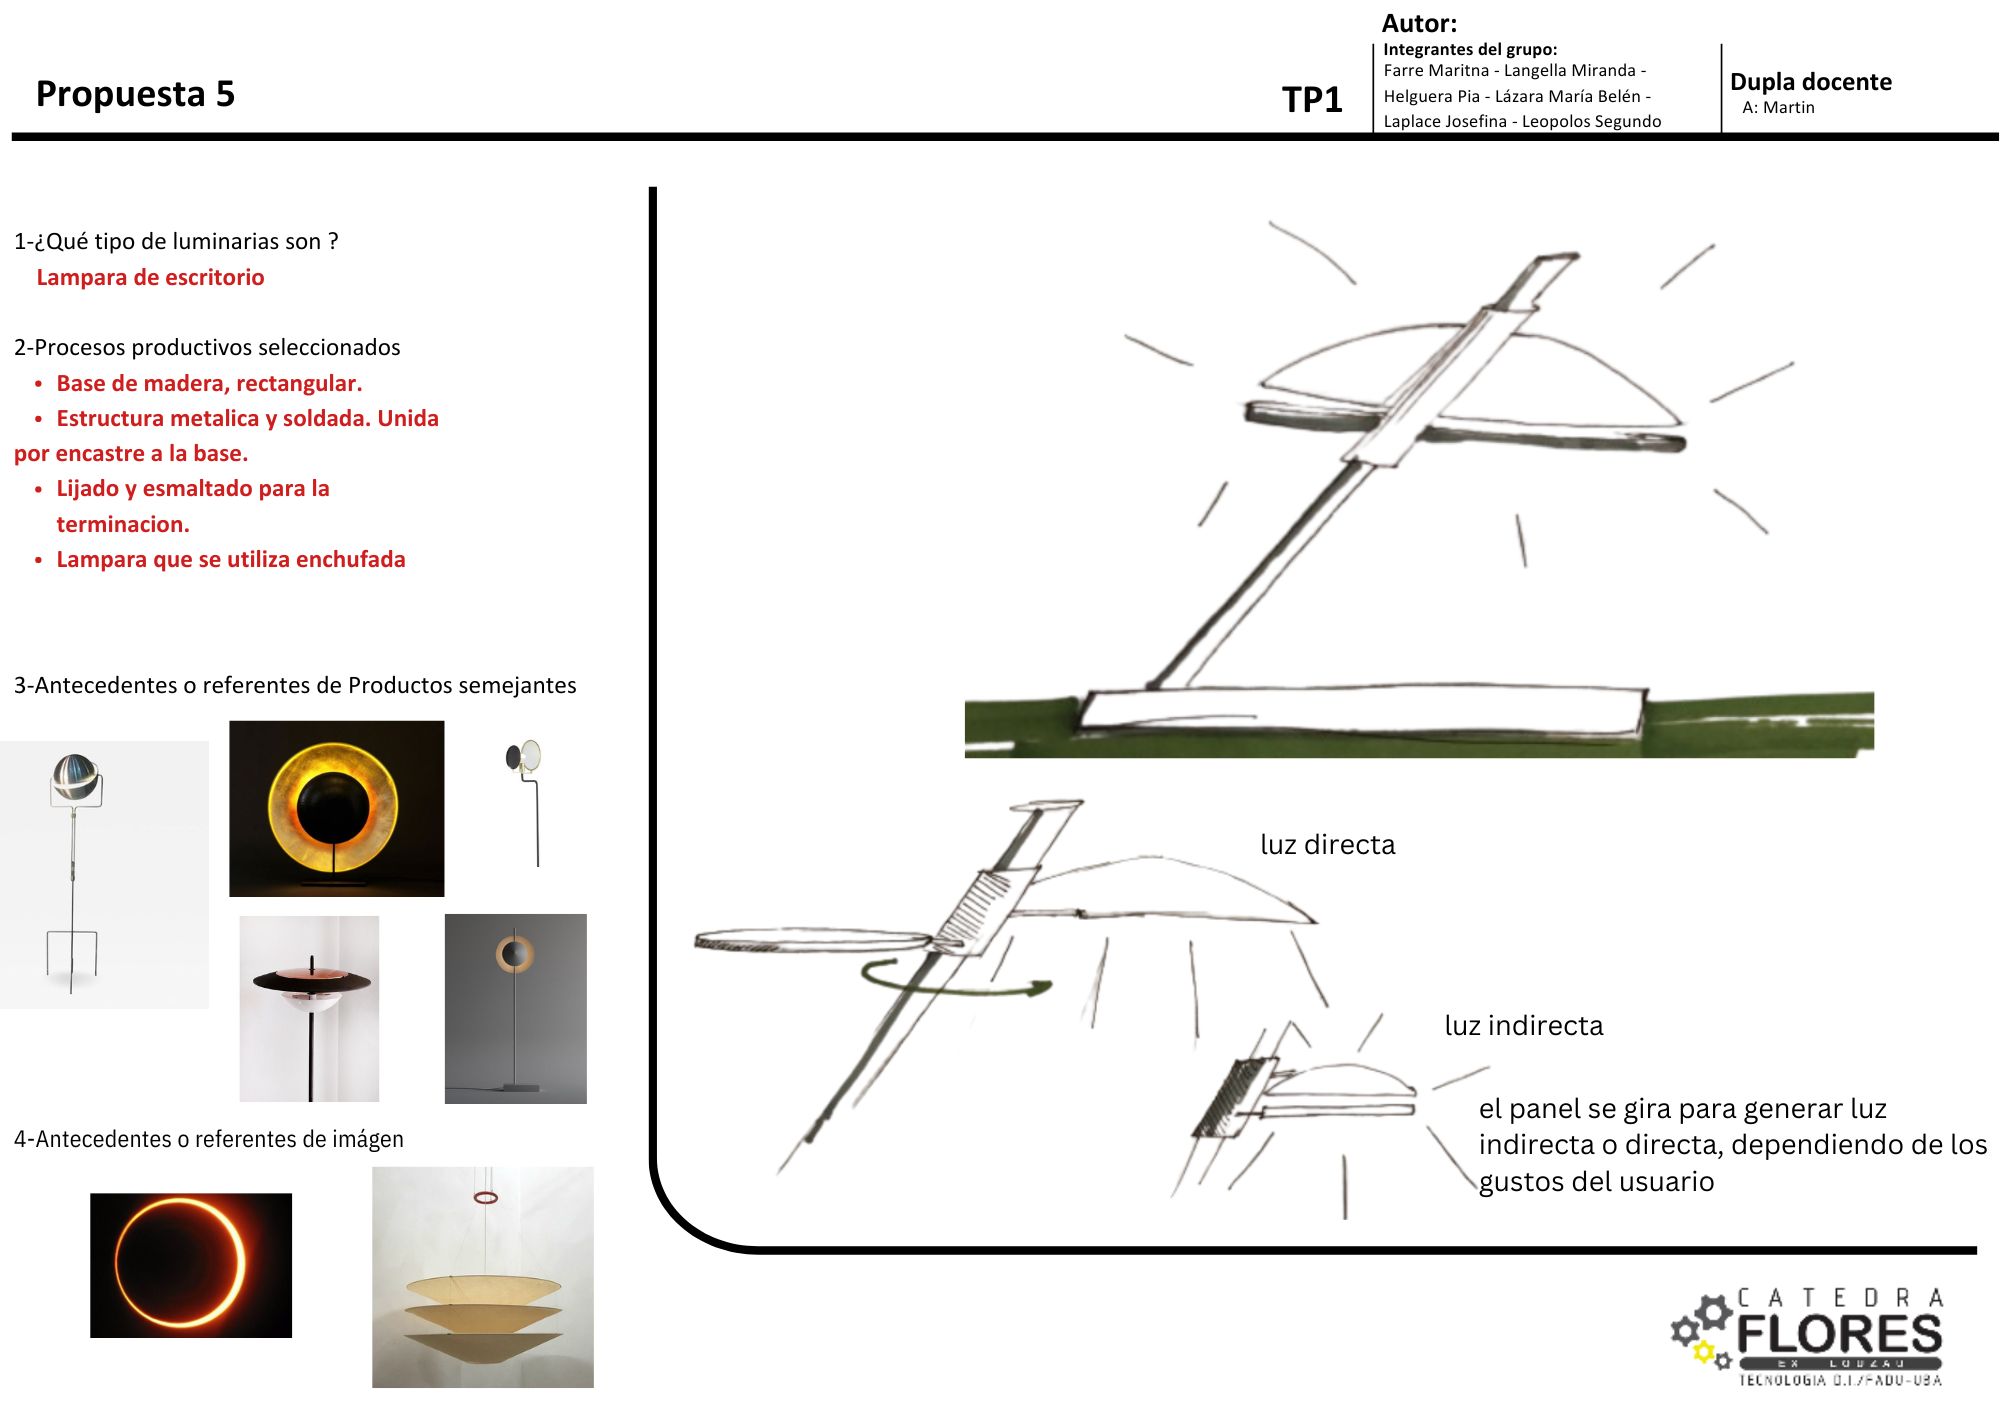 Propuesta 5
TP1
Autor:
Integrantes del grupo:
Farre Maritna - Langella Miranda -
Helguera Pia - Lázara María Belén -
Laplace Josefina - Leopolos Segundo
Dupla docente
A: Martin
1-¿Qué tipo de luminarias son ?
Lampara de escritorio
2-Procesos productivos seleccionados
• Base de madera, rectangular.
• Estructura metalica y soldada. Unida
por encastre a la base.
• Lijado y esmaltado para la
terminacion.
• Lampara que se utiliza enchufada
3-Antecedentes o referentes de Productos semejantes
4-Antecedentes o referentes de imágen
luz directa
luz indirecta
el panel se gira para generar luz
indirecta o directa, dependiendo de los
gustos del usuario
CATEDRA
FLORES
EX LOUZAU
TECNOLOGIA D.I./FADU-UBA